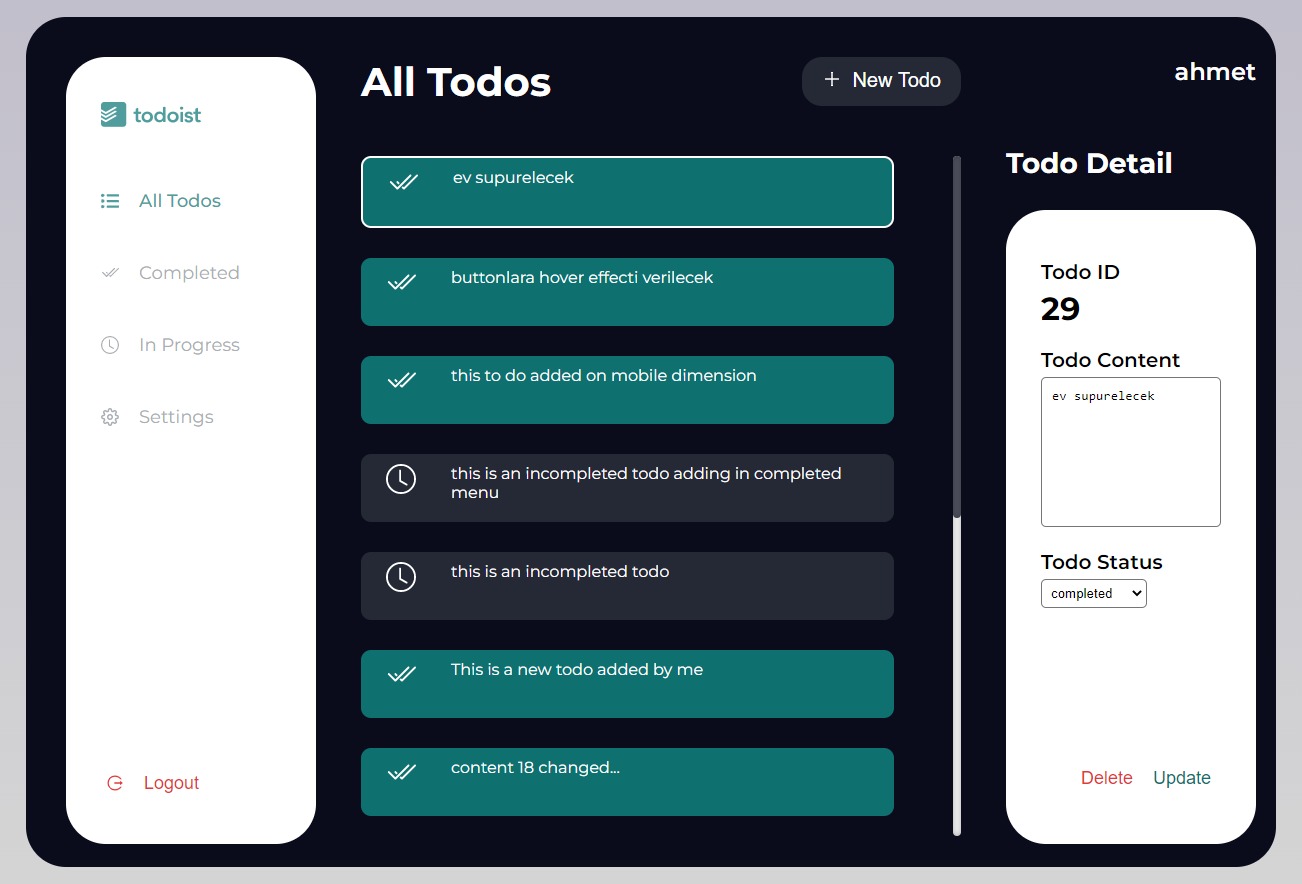 todoist
All Todos
Completed
In Progress
Settings
Logout
All Todos
New Todo
ev supurelecek
buttonlara hover effecti verilecek
this to do added on mobile dimension
this is an incompleted todo adding in completed
menu
this is an incompleted todo
This is a new todo added by me
content 18 changed...
ahmet
Todo Detail
Todo ID
29
Todo Content
ev supurelecek
Todo Status
completed
Delete Update